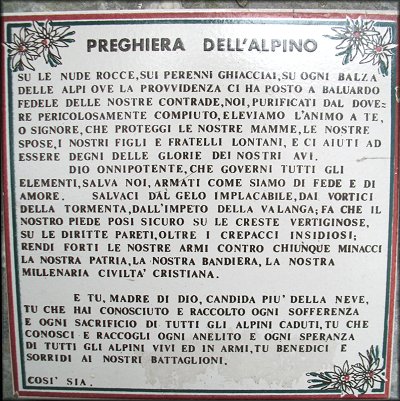 PREGHIERA DELL'ALPINO
SU LE NUDE ROCCE, SUI PERENNI GHIACCIAI, SU OGNI BALZA
DELLE ALPI OVE LA PROVVIDENZA CI HA POSTO A BALUARDO
FEDELE DELLE NOSTRE CONTRADE, NOI, PURIFICATI DAL DOVE-
RE PERICOLOSAMENTE COMPIUTO, ELEVIAMO L'ANIMO A TE,
O SIGNORE, CHE PROTEGGI LE NOSTRE MAMME, LE NOSTRE
SPOSE, I NOSTRI FIGLI E FRATELLI LONTANI, E CI AIUTI AD
ESSERE DEGNI DELLE GLORIE DEI NOSTRI AVI.
DIO ONNIPOTENTE, CHE GOVERNI TUTTI GLI
ELEMENTI, SALVA NOI, ARMATI COME SIAMO DI FEDE E DI
AMORE. SALVACI DAL GELO IMPLACABILE, DAI VORTICI
DELLA TORMENTA, DALL'IMPETO DELLA VALANGA; FA CHE IL
NOSTRO PIEDE POSI SICURO SU LE CRESTE VERTIGINOSE,
SU LE DIRITTE PARETI, OLTRE I CREPACCI INSIDIOSI;
RENDI FORTI LE NOSTRE ARMI CONTRO CHIUNQUE MINACCI
LA NOSTRA PATRIA, LA NOSTRA BANDIERA, LA NOSTRA
MILLENARIA CIVILTA' CRISTIANA.
E TU, MADRE DI DIO, CANDIDA PIU' DELLA NEVE,
TU CHE HAI CONOSCIUTO E RACCOLTO OGNI SOFFERENZA
E OGNI SACRIFICIO DI TUTTI GLI ALPINI CADUTI, TU CHE
CONOSCI E RACCOGLI OGNI ANELITO E OGNI SPERANZA
DI TUTTI GLI ALPINI VIVI ED IN ARMI, TU BENEDICI E
SORRIDI AI NOSTRI BATTAGLIONI.
COSI' SIA.